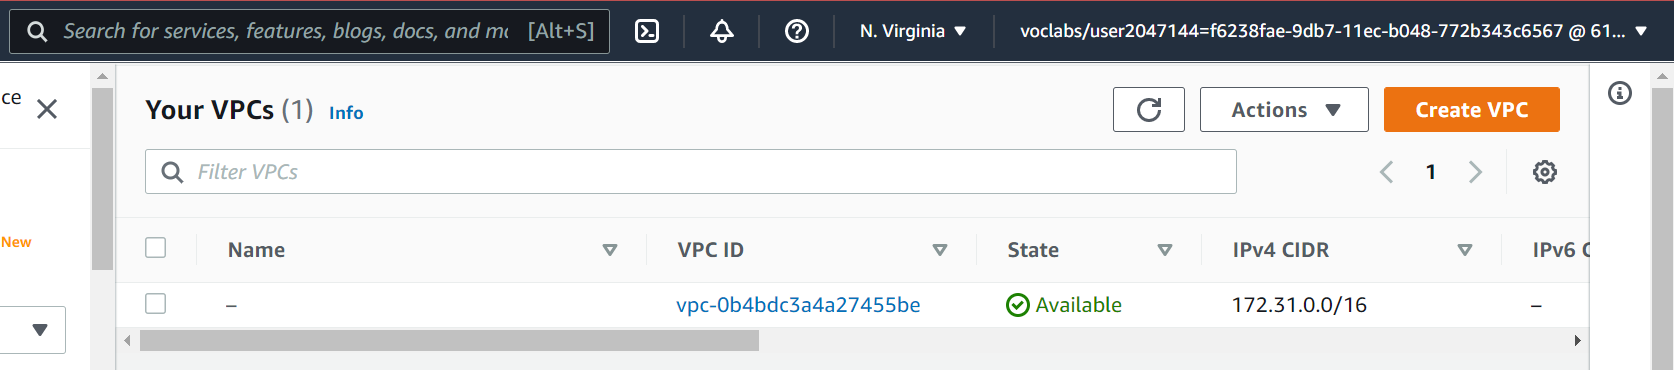 Search for services, features, blogs, docs, and mc [Alt+S] N. Virginia voclabs/user2047144=f6238fae-9db7-11ec-b048-772b343c6567 @ 61...
ce
Your VPCs (1) Info Actions Create VPC
Filter VPCs 1
New
Name VPC ID State IPv4 CIDR IPv6 C
– vpc-0b4bdc3a4a27455be Available 172.31.0.0/16 –